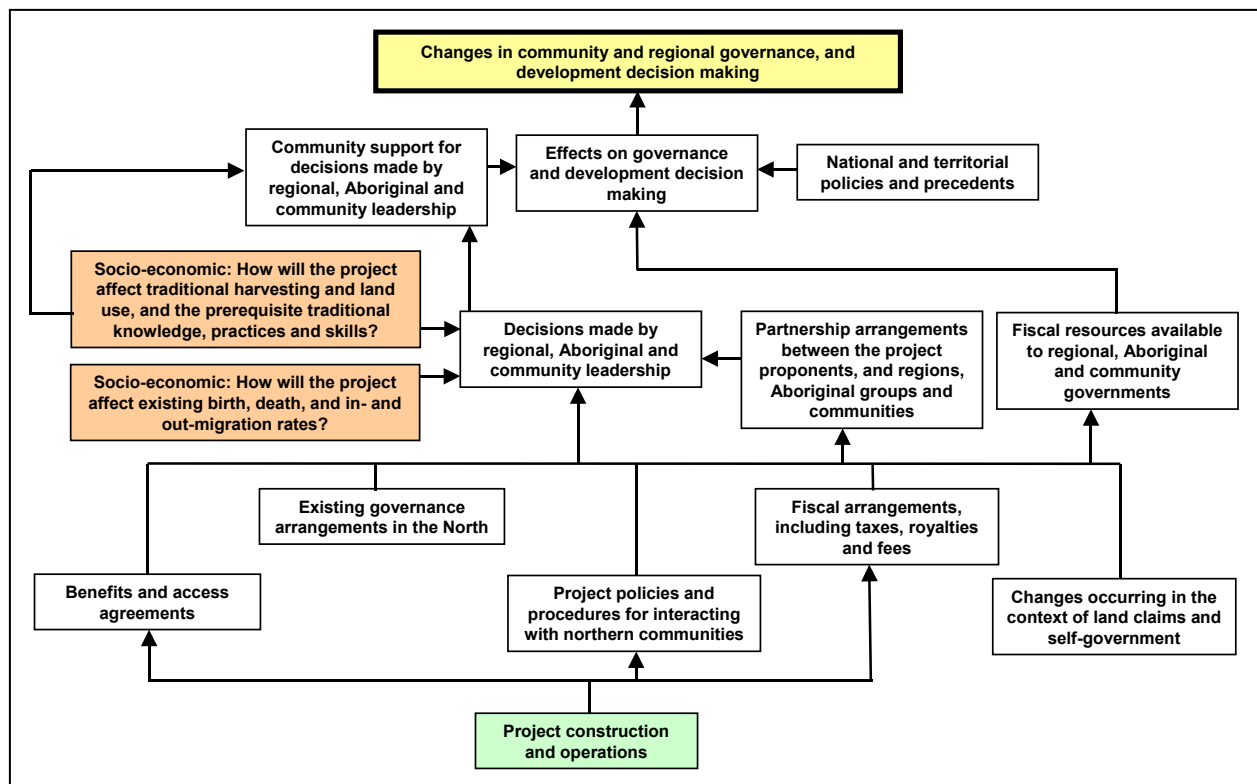 Changes in community and regional governance, and
development decision making
Community support for
decisions made by
regional, Aboriginal and
community leadership
Effects on governance
and development decision
making
National and territorial
policies and precedents
Socio-economic: How will the project
affect traditional harvesting and land
use, and the prerequisite traditional
knowledge, practices and skills?
Socio-economic: How will the project
affect existing birth, death, and in- and
out-migration rates?
Decisions made by
regional, Aboriginal and
community leadership
Partnership arrangements
between the project
proponents, and regions,
Aboriginal groups and
communities
Fiscal resources available
to regional, Aboriginal
and community
governments
Existing governance
arrangements in the North
Fiscal arrangements,
including taxes, royalties
and fees
Benefits and access
agreements
Project policies and
procedures for interacting
with northern communities
Changes occurring in the
context of land claims and
self-government
Project construction
and operations